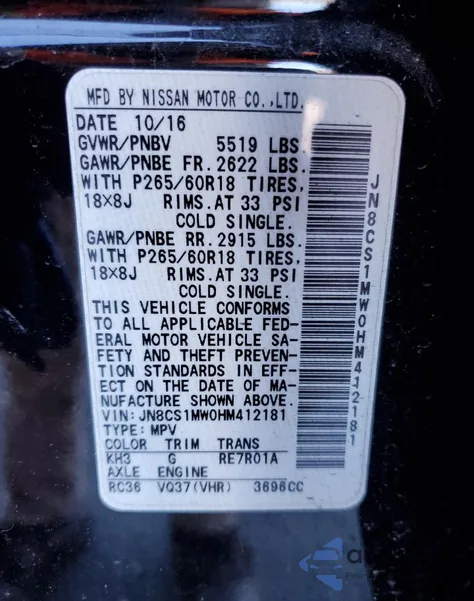 MFD BY NISSAN MOTOR CO.,LTD.
DATE 10/16
GVWR/PNBV 5519 LBS.
GAWR/PNBE FR. 2622 LBS.
WITH P265/60R18 TIRES,
18X8J RIMS.AT 33 PSI
COLD SINGLE.
GAWR/PNBE RR. 2915 LBS.
WITH P265/60R18 TIRES,
18X8J RIMS.AT 33 PSI
COLD SINGLE.
THIS VEHICLE CONFORMS
TO ALL APPLICABLE FED-
ERAL MOTOR VEHICLE SA-
FETY AND THEFT PREVEN-
TION STANDARDS IN EFF-
ECT ON THE DATE OF MA-
NUFACTURE SHOWN ABOVE.
VIN: JN8CS1MW0HM412181
TYPE: MPV
COLOR TRIM TRANS
KH3 G RE7R01A
AXLE ENGINE
RC36 VQ37(VHR) 3696CC
JN8CS1MW0HM412181